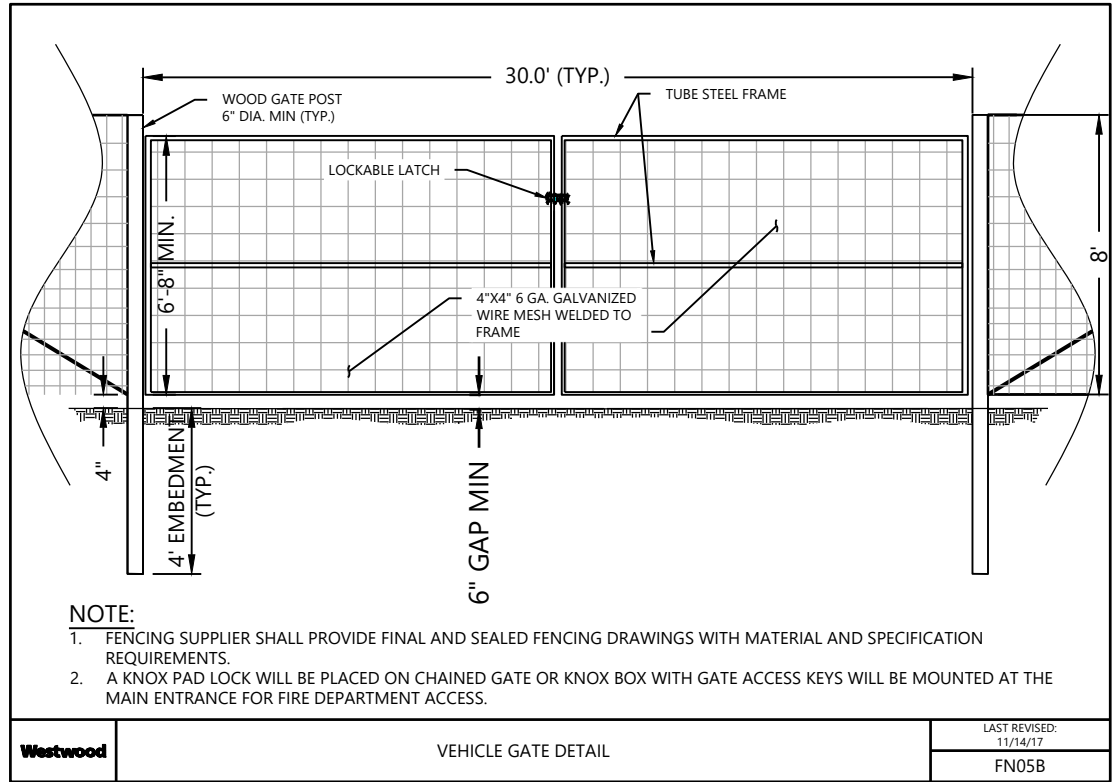 30.0' (TYP.)
WOOD GATE POST
6" DIA. MIN (TYP.)
TUBE STEEL FRAME
LOCKABLE LATCH
6'-8" MIN.
8'
4"X4" 6 GA. GALVANIZED
WIRE MESH WELDED TO
FRAME
4"
4' EMBEDMENT
(TYP.)
6" GAP MIN
NOTE:
1. FENCING SUPPLIER SHALL PROVIDE FINAL AND SEALED FENCING DRAWINGS WITH MATERIAL AND SPECIFICATION
REQUIREMENTS.
2. A KNOX PAD LOCK WILL BE PLACED ON CHAINED GATE OR KNOX BOX WITH GATE ACCESS KEYS WILL BE MOUNTED AT THE
MAIN ENTRANCE FOR FIRE DEPARTMENT ACCESS.
Westwood
VEHICLE GATE DETAIL
LAST REVISED:
11/14/17
FN05B